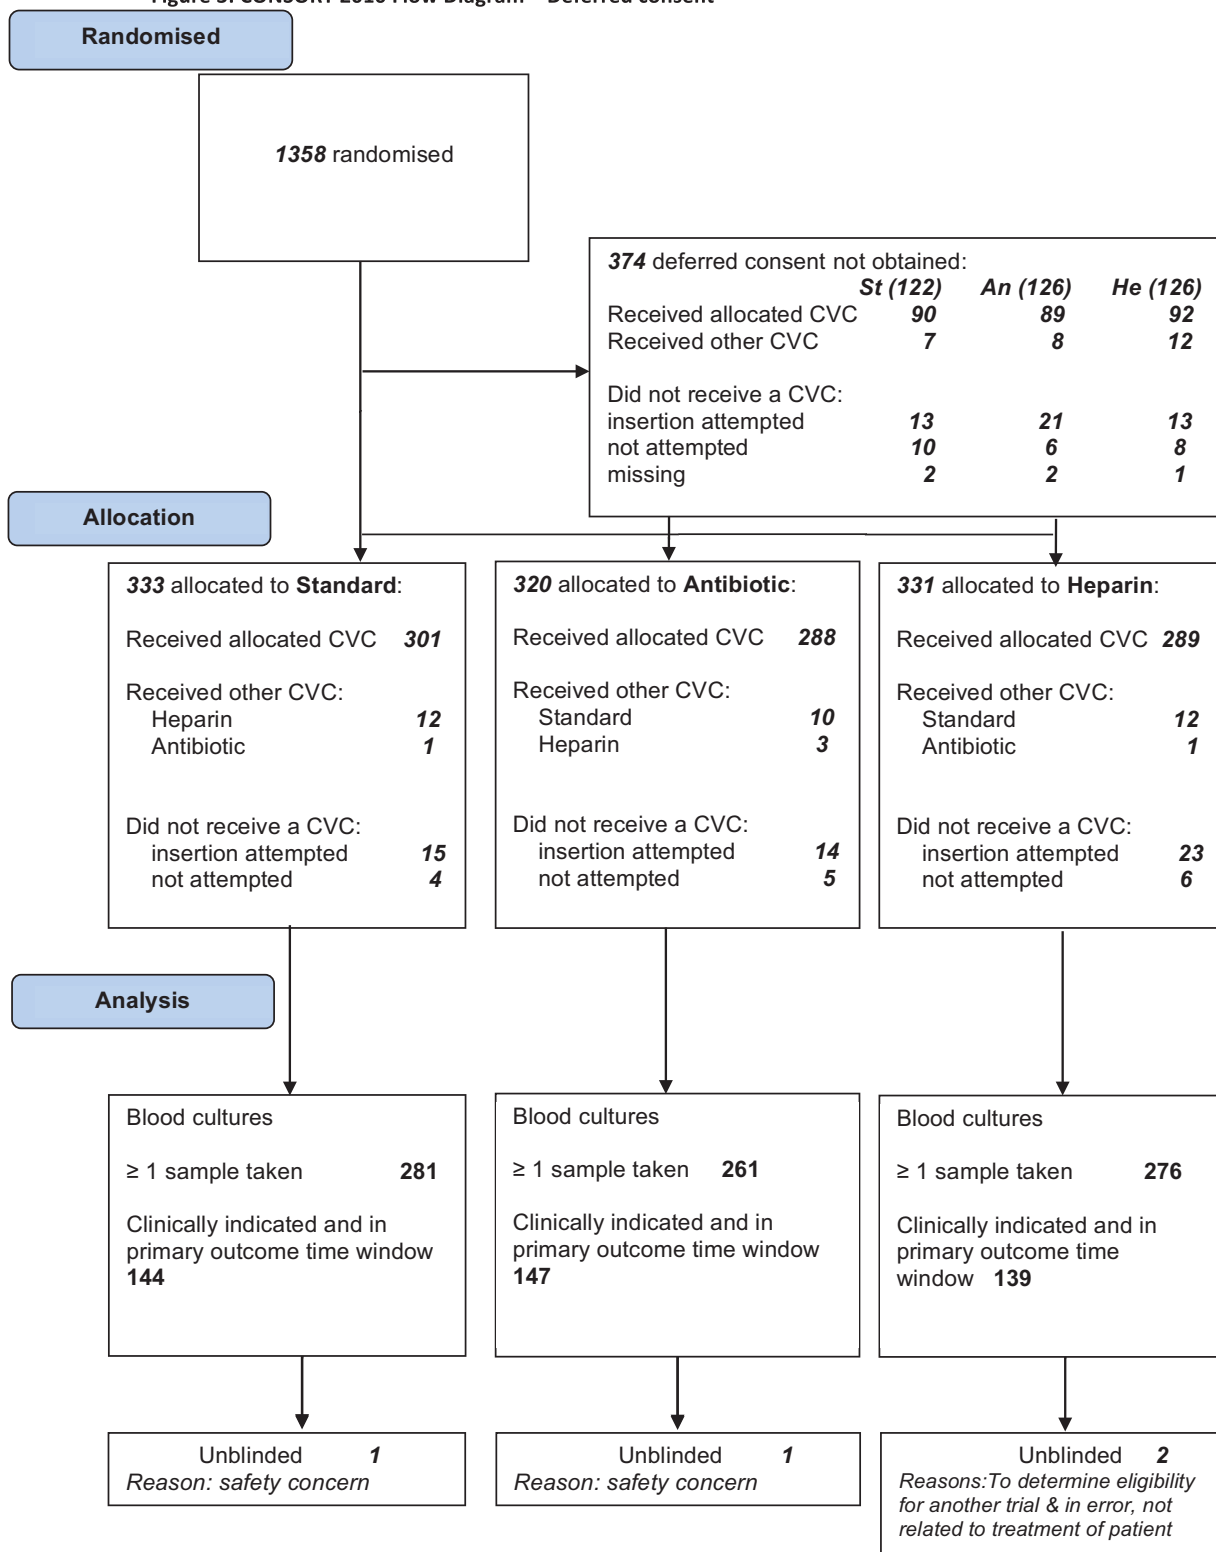 Figure 3: CONSORT 2010 Flow Diagram – Deferred consent
Randomised
1358 randomised
374 deferred consent not obtained:
St (122) An (126) He (126)
Received allocated CVC 90 89 92
Received other CVC 7 8 12
Did not receive a CVC:
insertion attempted 13 21 13
not attempted 10 6 8
missing 2 2 1
Allocation
333 allocated to Standard:
Received allocated CVC 301
Received other CVC:
Heparin 12
Antibiotic 1
Did not receive a CVC:
insertion attempted 15
not attempted 4
320 allocated to Antibiotic:
Received allocated CVC 288
Received other CVC:
Standard 10
Heparin 3
Did not receive a CVC:
insertion attempted 14
not attempted 5
331 allocated to Heparin:
Received allocated CVC 289
Received other CVC:
Standard 12
Antibiotic 1
Did not receive a CVC:
insertion attempted 23
not attempted 6
Analysis
Blood cultures
≥ 1 sample taken 281
Clinically indicated and in
primary outcome time window
144
Blood cultures
≥ 1 sample taken 261
Clinically indicated and in
primary outcome time window
147
Blood cultures
≥ 1 sample taken 276
Clinically indicated and in
primary outcome time
window 139
Unblinded 1
Reason: safety concern
Unblinded 1
Reason: safety concern
Unblinded 2
Reasons:To determine eligibility
for another trial & in error, not
related to treatment of patient